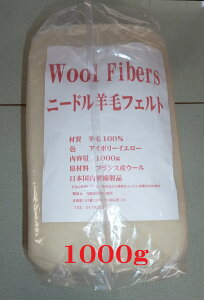 Wool Fibers
ニードル羊毛フェルト
材質 羊毛100%
色 アイボリーイエロー
内容量 1000g
原材料 フランス産ウール
日本国内製綿製品
1000g